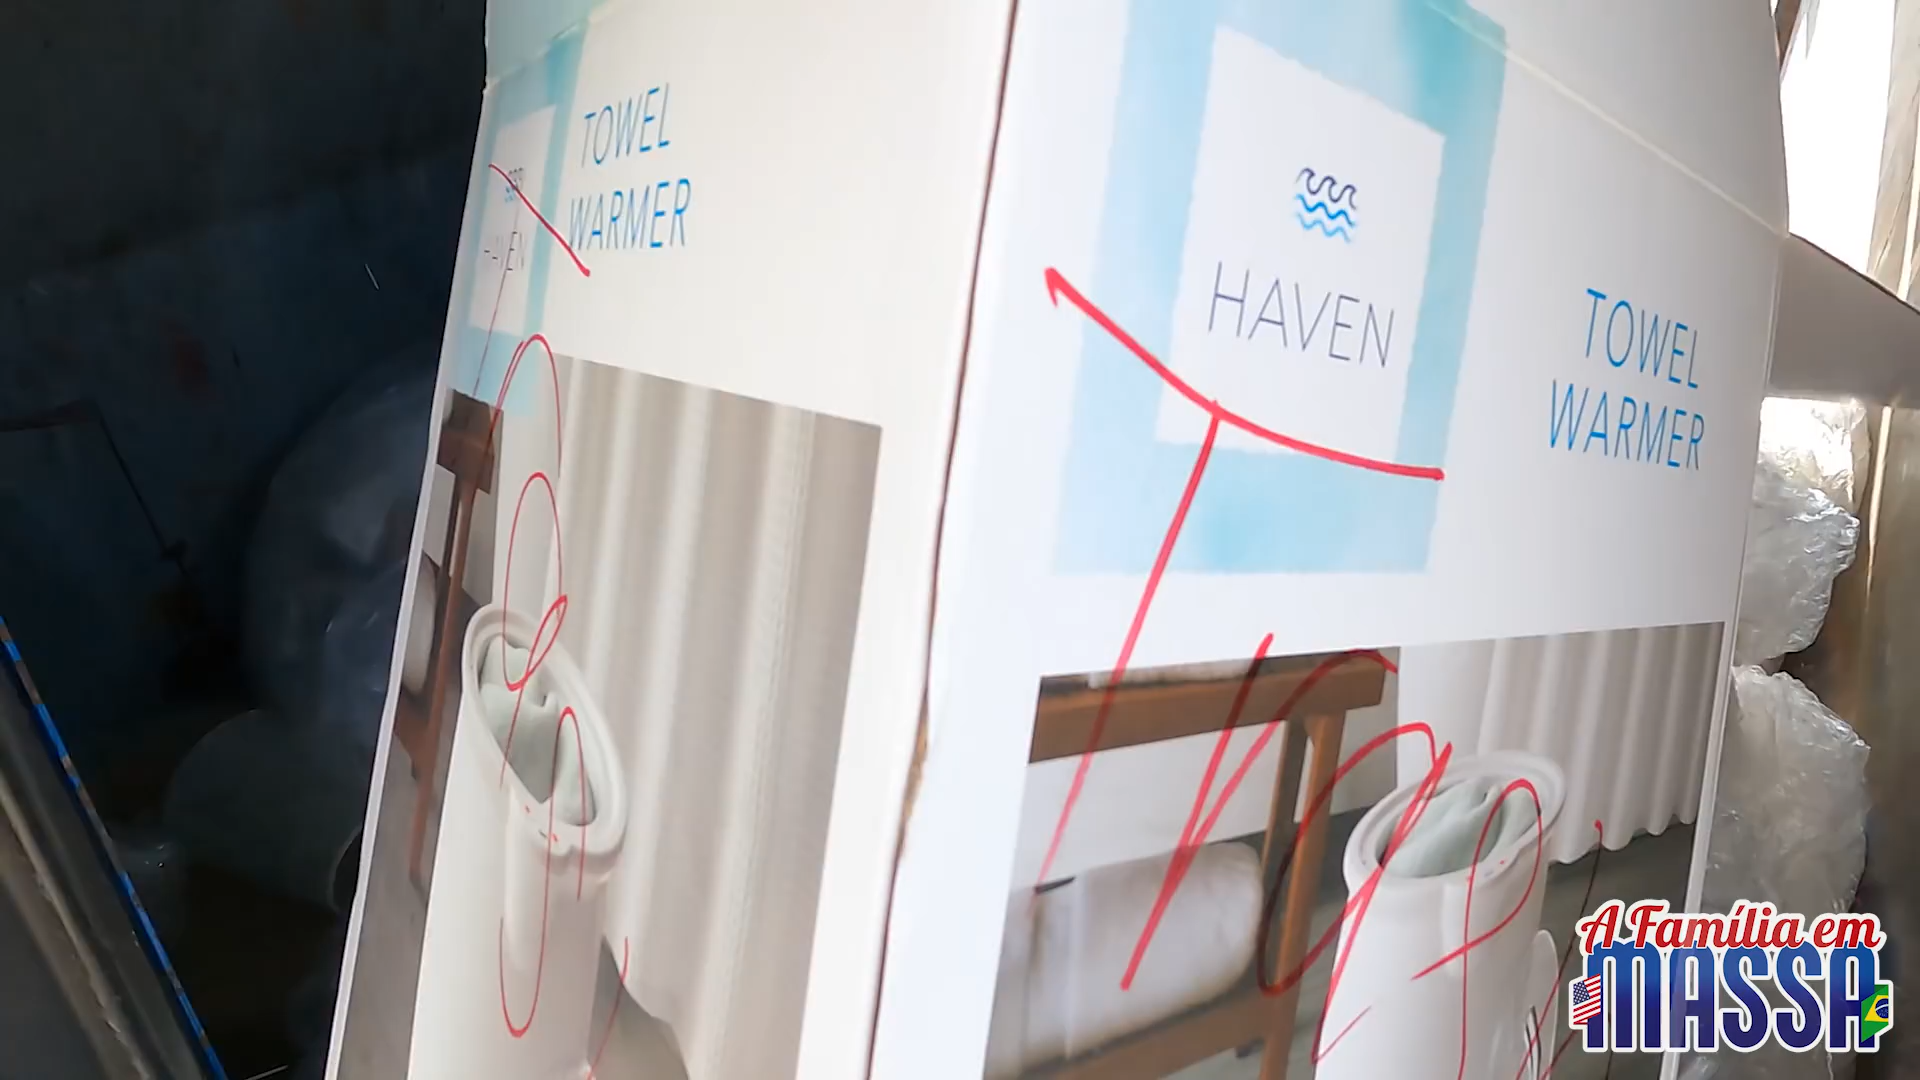 TOWEL
WARMER
HAVEN
HAVEN
TOWEL
WARMER
A Família em
MASSA